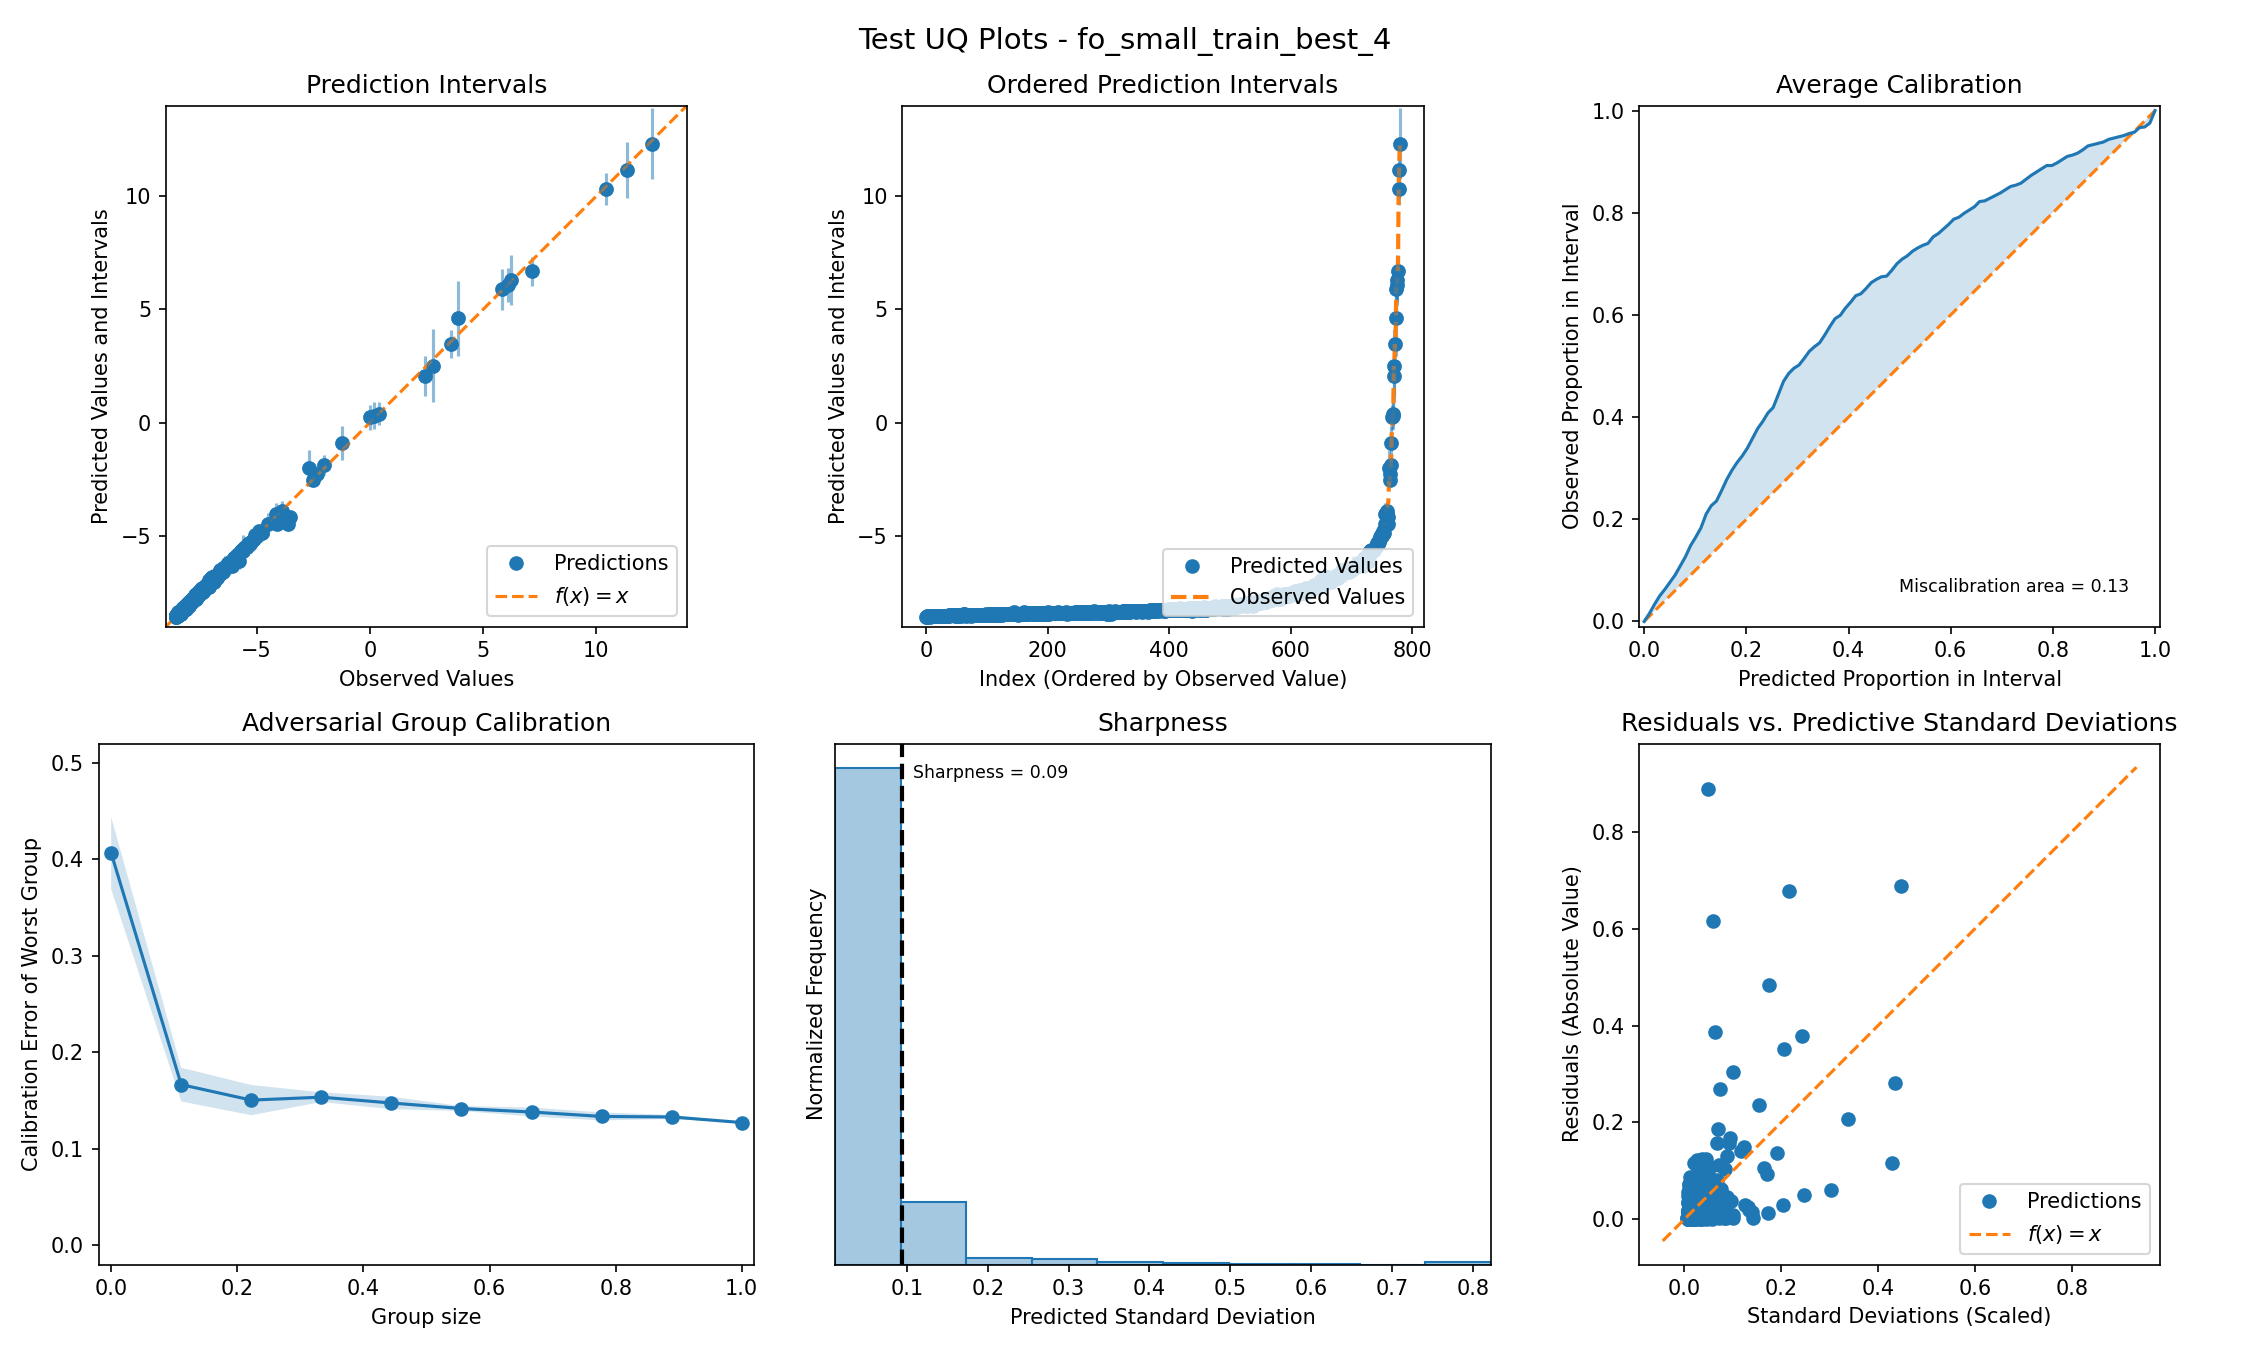 Test UQ Plots - fo_small_train_best_4
Prediction Intervals
Predicted Values and Intervals
10
5
0
−5
−5
0
5
10
Observed Values
Predictions
f(x) = x
Ordered Prediction Intervals
Predicted Values and Intervals
10
5
0
−5
0
200
400
600
800
Index (Ordered by Observed Value)
Predicted Values
Observed Values
Average Calibration
Observed Proportion in Interval
1.0
0.8
0.6
0.4
0.2
0.0
0.0
0.2
0.4
0.6
0.8
1.0
Predicted Proportion in Interval
Miscalibration area = 0.13
Adversarial Group Calibration
Calibration Error of Worst Group
0.5
0.4
0.3
0.2
0.1
0.0
0.0
0.2
0.4
0.6
0.8
1.0
Group size
Sharpness
Normalized Frequency
Sharpness = 0.09
0.1
0.2
0.3
0.4
0.5
0.6
0.7
0.8
Predicted Standard Deviation
Residuals vs. Predictive Standard Deviations
Residuals (Absolute Value)
0.8
0.6
0.4
0.2
0.0
0.0
0.2
0.4
0.6
0.8
Standard Deviations (Scaled)
Predictions
f(x) = x